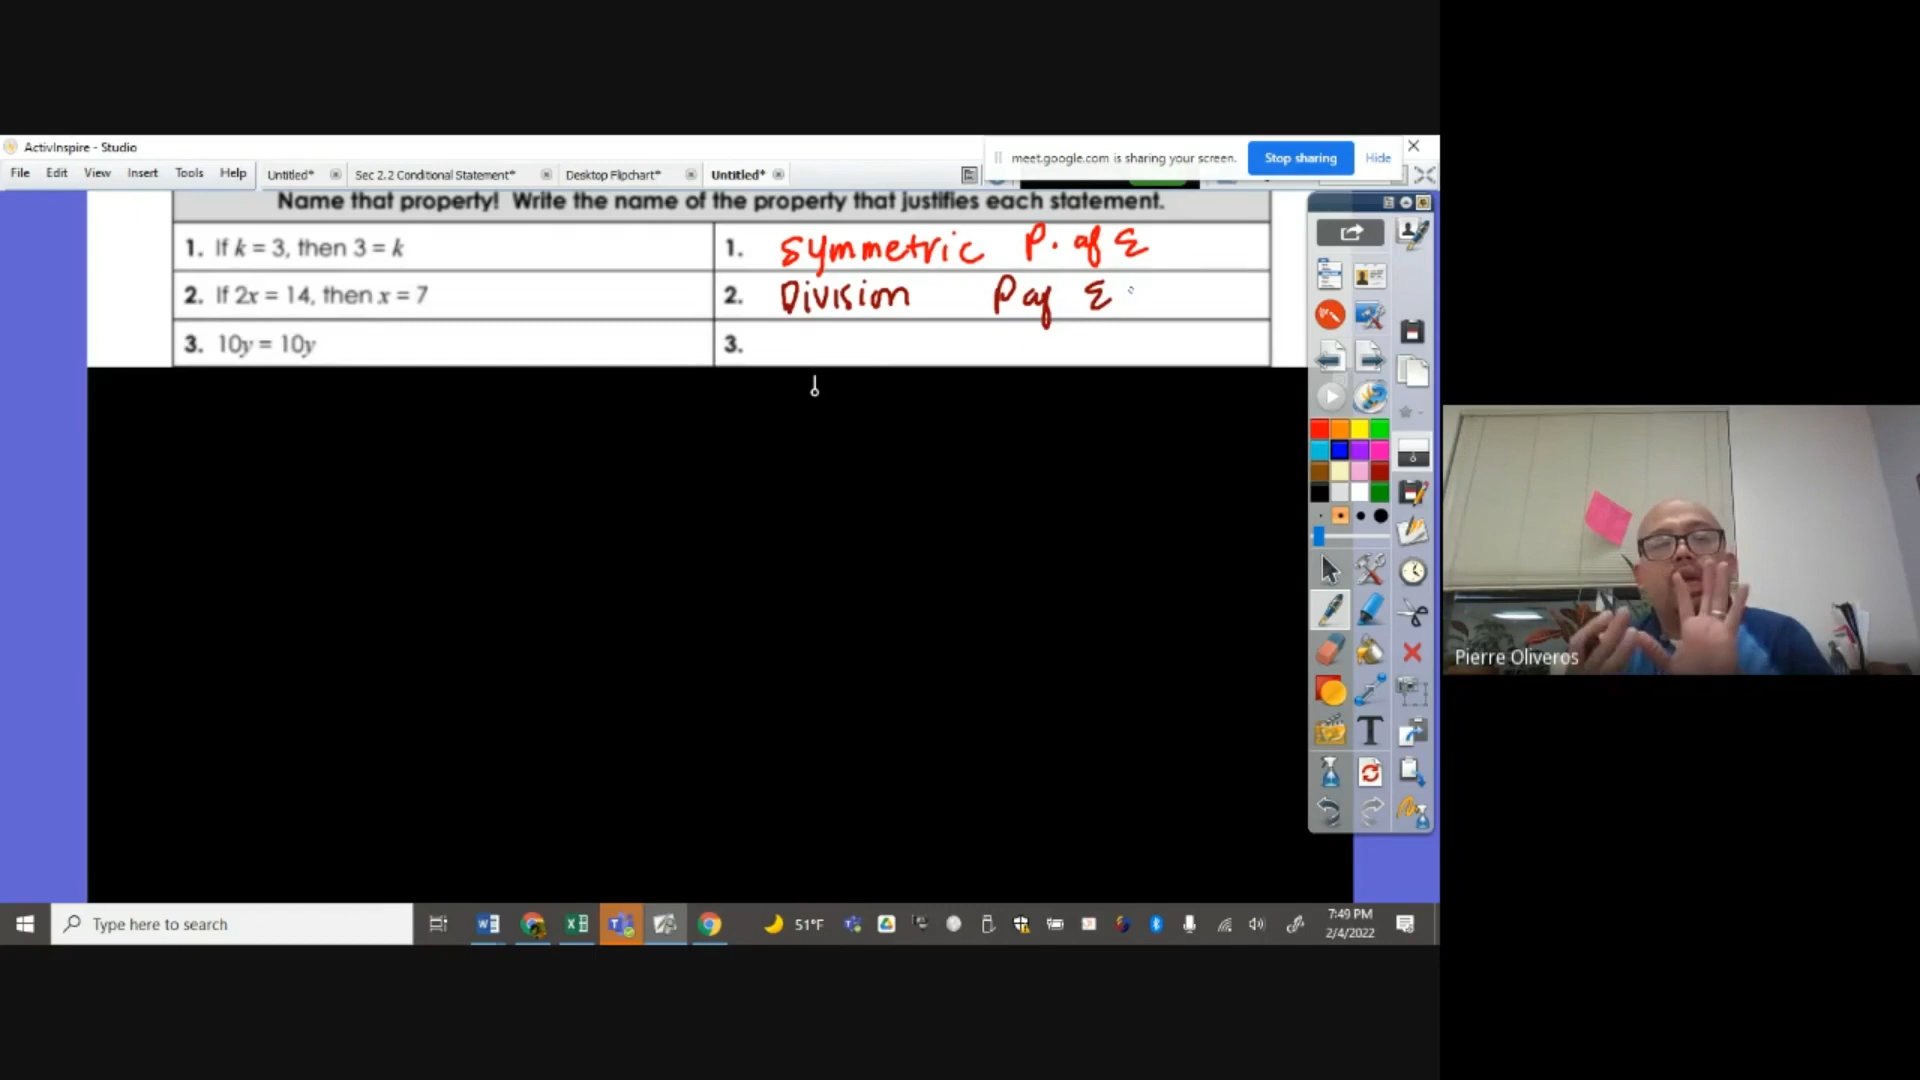 ActivInspire - Studio
meet.google.com is sharing your screen. Stop sharing Hide
File Edit View Insert Tools Help Untitled* Sec 2.2 Conditional Statement* Desktop Flipchart* Untitled*
Name that property! Write the name of the property that justifies each statement.
1. If k = 3, then 3 = k 1. Symmetric P. of E
2. If 2x = 14, then x = 7 2. Division P of E
3. 10y = 10y 3.
Pierre Oliveros
Type here to search 51°F 7:49 PM
2/4/2022